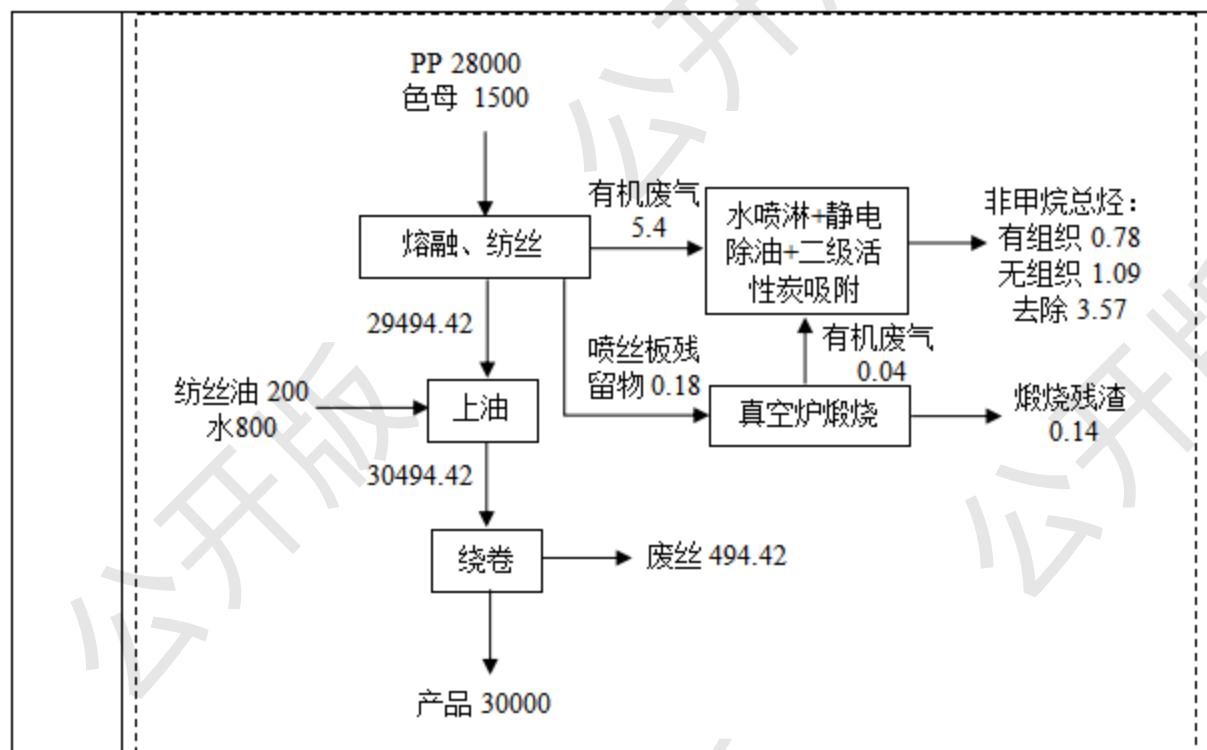 PP 28000
色母 1500
熔融、纺丝
有机废气
5.4
水喷淋+静电
除油+二级活
性炭吸附
非甲烷总烃：
有组织 0.78
无组织 1.09
去除 3.57
29494.42
喷丝板残
留物 0.18
有机废气
0.04
真空炉煅烧
煅烧残渣
0.14
纺丝油 200
水800
上油
30494.42
绕卷
废丝 494.42
产品 30000
公开版
公开版
公开版